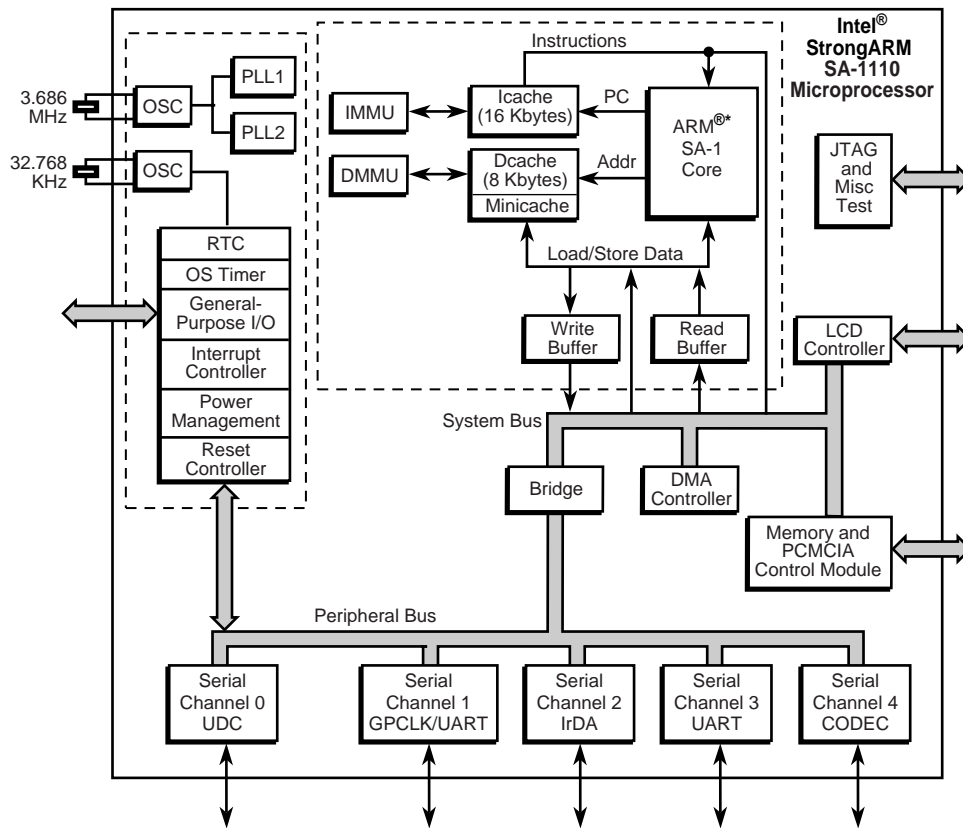 Intel®
StrongARM
SA-1110
Microprocessor
3.686
MHz
OSC
PLL1
PLL2
32.768
KHz
OSC
RTC
OS Timer
General-
Purpose I/O
Interrupt
Controller
Power
Management
Reset
Controller
Instructions
IMMU
Icache
(16 Kbytes)
PC
ARM®*
SA-1
Core
DMMU
Dcache
(8 Kbytes)
Minicache
Addr
Load/Store Data
Write
Buffer
Read
Buffer
JTAG
and
Misc
Test
LCD
Controller
System Bus
Bridge
DMA
Controller
Memory and
PCMCIA
Control Module
Peripheral Bus
Serial
Channel 0
UDC
Serial
Channel 1
GPCLK/UART
Serial
Channel 2
IrDA
Serial
Channel 3
UART
Serial
Channel 4
CODEC